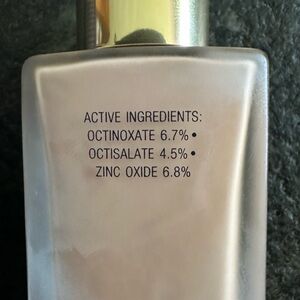 ACTIVE INGREDIENTS:
OCTINOXATE 6.7% •
OCTISALATE 4.5% •
ZINC OXIDE 6.8%